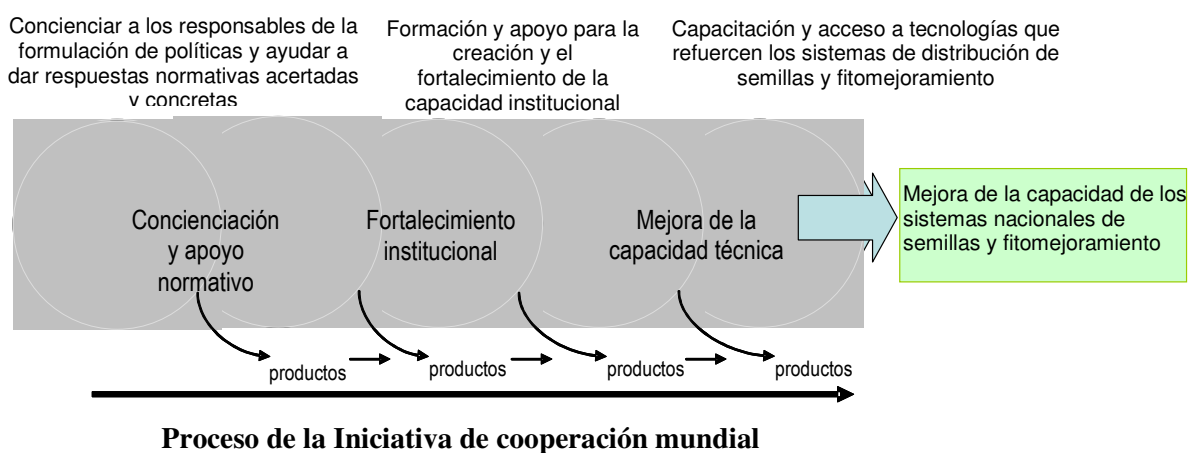 Concienciar a los responsables de la
formulación de políticas y ayudar a
dar respuestas normativas acertadas
y concretas
Formación y apoyo para la
creación y el
fortalecimiento de la
capacidad institucional
Capacitación y acceso a tecnologías que
refuercen los sistemas de distribución de
semillas y fitomejoramiento
Concienciación
y apoyo
normativo
Fortalecimiento
institucional
Mejora de la
capacidad técnica
Mejora de la capacidad de los
sistemas nacionales de
semillas y fitomejoramiento
productos
productos
productos
productos
Proceso de la Iniciativa de cooperación mundial